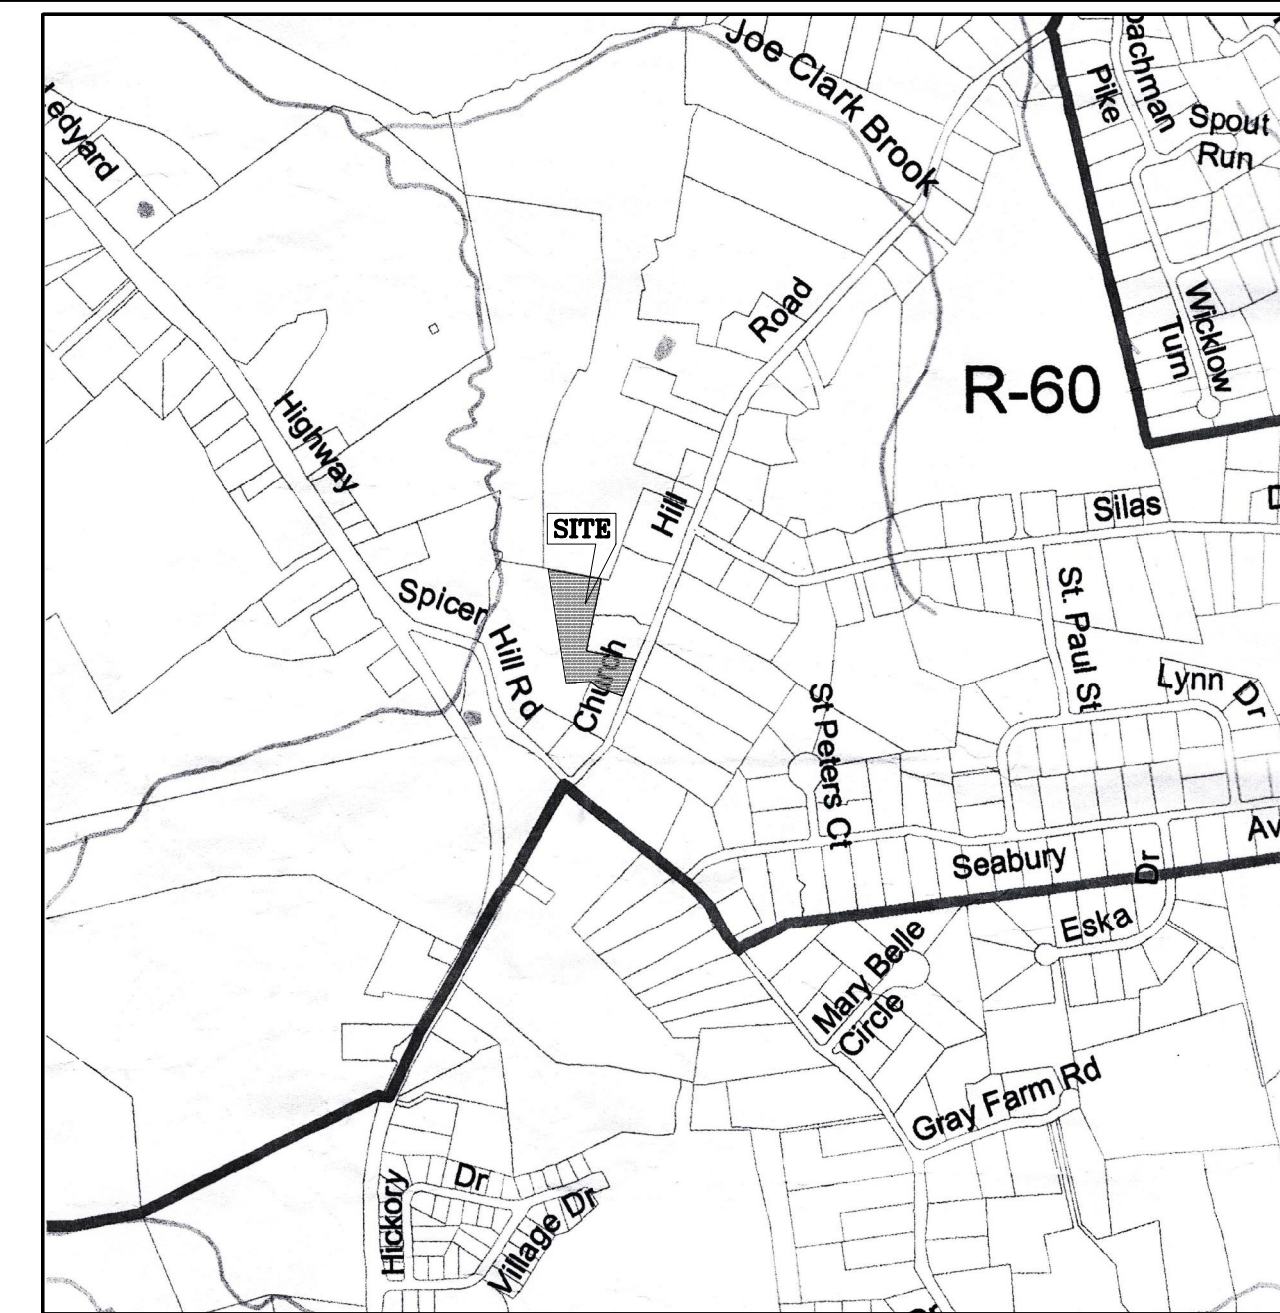 Joe Clark Brook
Pike
Spout
Run
Ledyard
Road
Wicklow
Turn
R-60
Highway
Hill
Silas
SITE
Spicer
Hill Rd
Church
St. Paul St
Lynn Dr
St Peters Ct
Seabury
Av
Dr
Eska
Mary Belle
Circle
Gray Farm Rd
Hickory
Dr
Village Dr